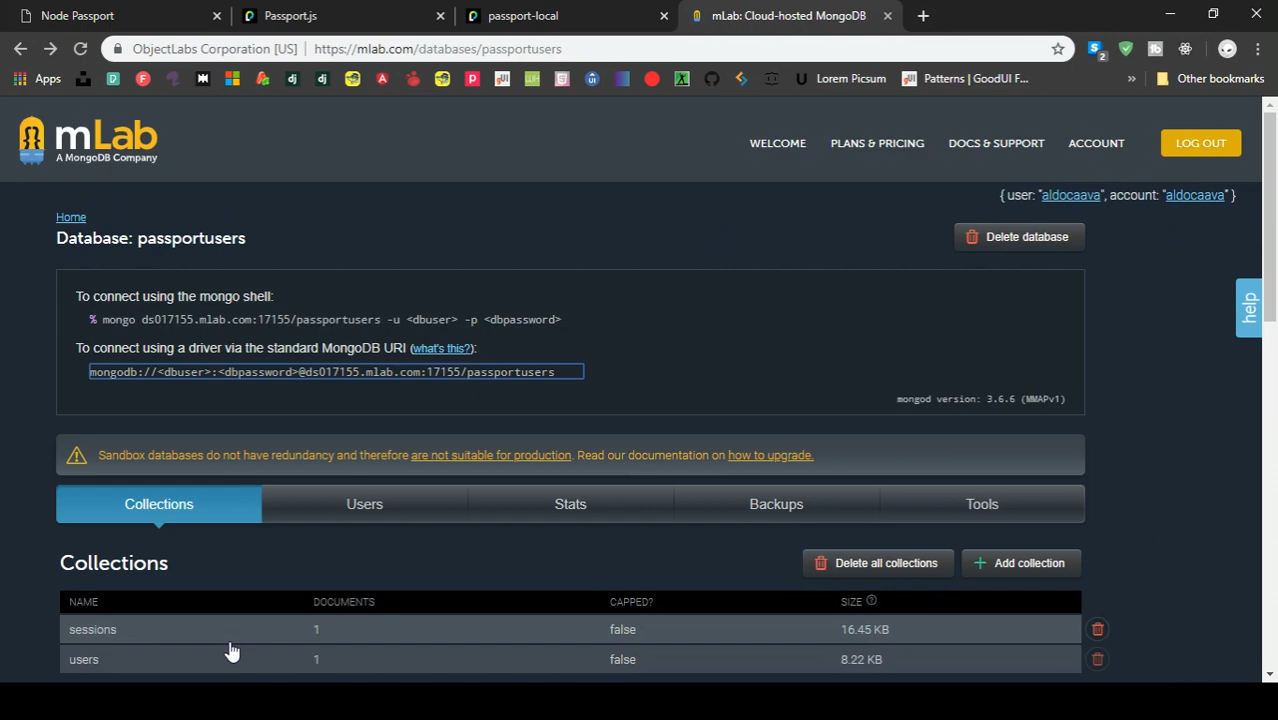 Node Passport
Passport.js
passport-local
mLab: Cloud-hosted MongoDB
ObjectLabs Corporation [US] | https://mlab.com/databases/passportusers
2
Apps
Lorem Picsum
Patterns | GoodUI F...
»
Other bookmarks
mLab
A MongoDB Company
WELCOME
PLANS & PRICING
DOCS & SUPPORT
ACCOUNT
LOG OUT
{ user: "aldocaava", account: "aldocaava" }
Home
Database: passportusers
Delete database
To connect using the mongo shell:
% mongo ds017155.mlab.com:17155/passportusers -u <dbuser> -p <dbpassword>
To connect using a driver via the standard MongoDB URI (what's this?):
mongodb://<dbuser>:<dbpassword>@ds017155.mlab.com:17155/passportusers
mongod version: 3.6.6 (MMAPv1)
help
Sandbox databases do not have redundancy and therefore are not suitable for production. Read our documentation on how to upgrade.
Collections
Users
Stats
Backups
Tools
Collections
Delete all collections
+ Add collection
NAME DOCUMENTS CAPPED? SIZE ?
sessions 1 false 16.45 KB
users 1 false 8.22 KB